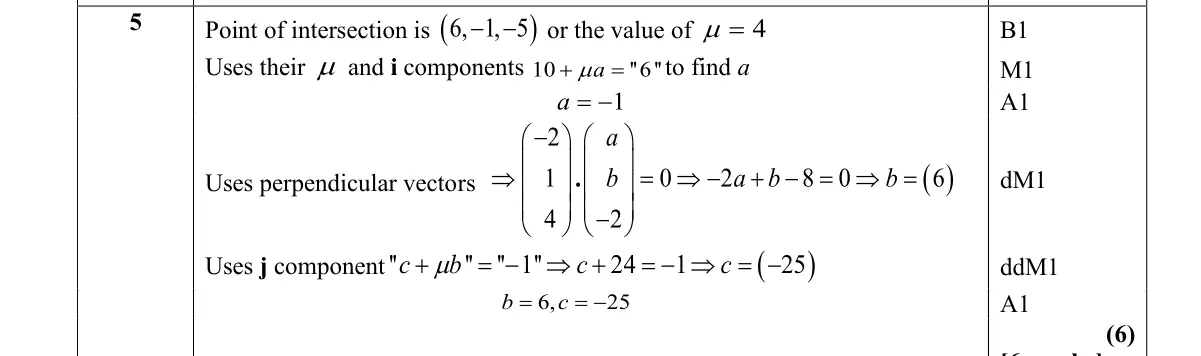 5 Point of intersection is (6,−1,−5) or the value of μ = 4 B1
Uses their μ and i components 10 + μa = "6" to find a M1
a = −1 A1
Uses perpendicular vectors ⇒ (−2 1 4) . (a b −2) = 0 ⇒ −2a + b − 8 = 0 ⇒ b = (6) dM1
Uses j component "c + μb" = "−1" ⇒ c + 24 = −1 ⇒ c = (−25) ddM1
b = 6, c = −25 A1
(6)